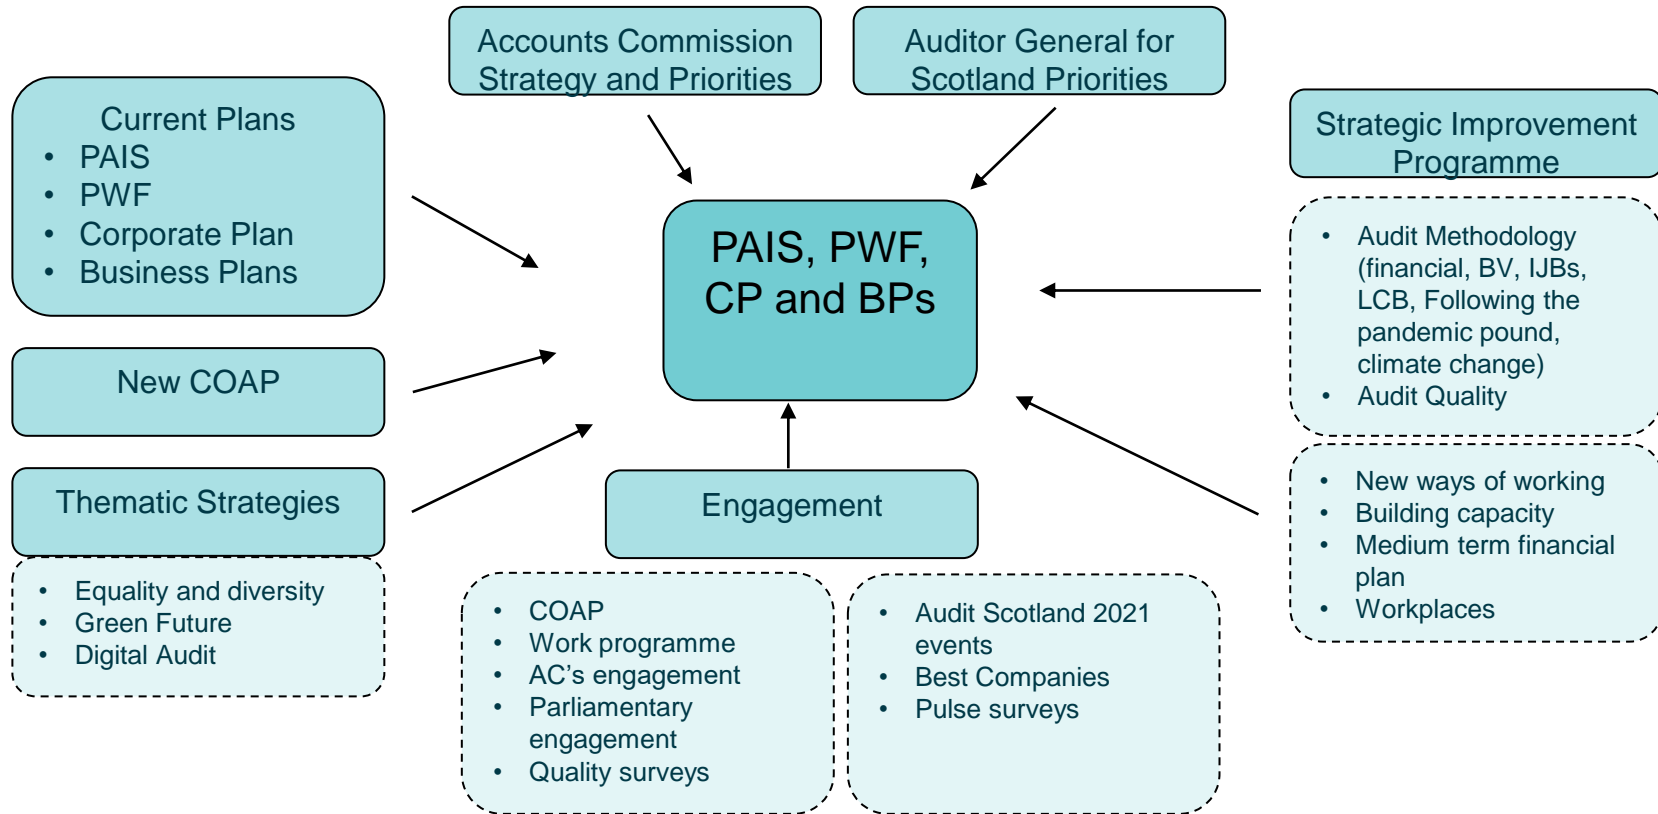 Accounts Commission
Strategy and Priorities
Auditor General for
Scotland Priorities
Current Plans
• PAIS
• PWF
• Corporate Plan
• Business Plans
Strategic Improvement
Programme
PAIS, PWF,
CP and BPs
• Audit Methodology
(financial, BV, IJBs,
LCB, Following the
pandemic pound,
climate change)
• Audit Quality
New COAP
• New ways of working
• Building capacity
• Medium term financial
plan
• Workplaces
Thematic Strategies
• Equality and diversity
• Green Future
• Digital Audit
Engagement
• COAP
• Work programme
• AC’s engagement
• Parliamentary
engagement
• Quality surveys
• Audit Scotland 2021
events
• Best Companies
• Pulse surveys